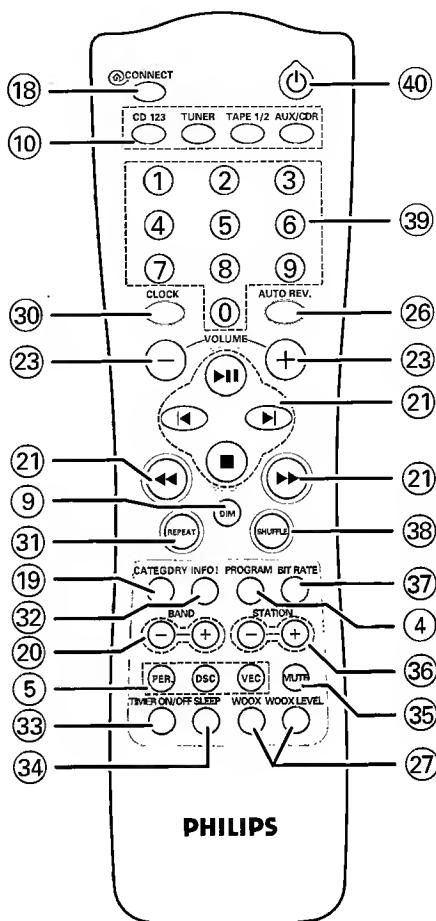 CONNECT
18
40
CD 123 TUNER TAPE 1/2 AUX/CDR
10
1 2 3
4 5 6
39
7 8 9
CLOCK 0 AUTO REV.
30
26
VOLUME
23
23
21
21
21
9
DIM
31
REPEAT SHUFFLE
38
CATEGORY INFO! PROGRAM BIT RATE
19
37
32
4
BAND STATION
20
36
PER. DSC VEC MUTE
5
35
TIMER ON/OFF SLEEP WOOX WOOX LEVEL
33
34
27
PHILIPS